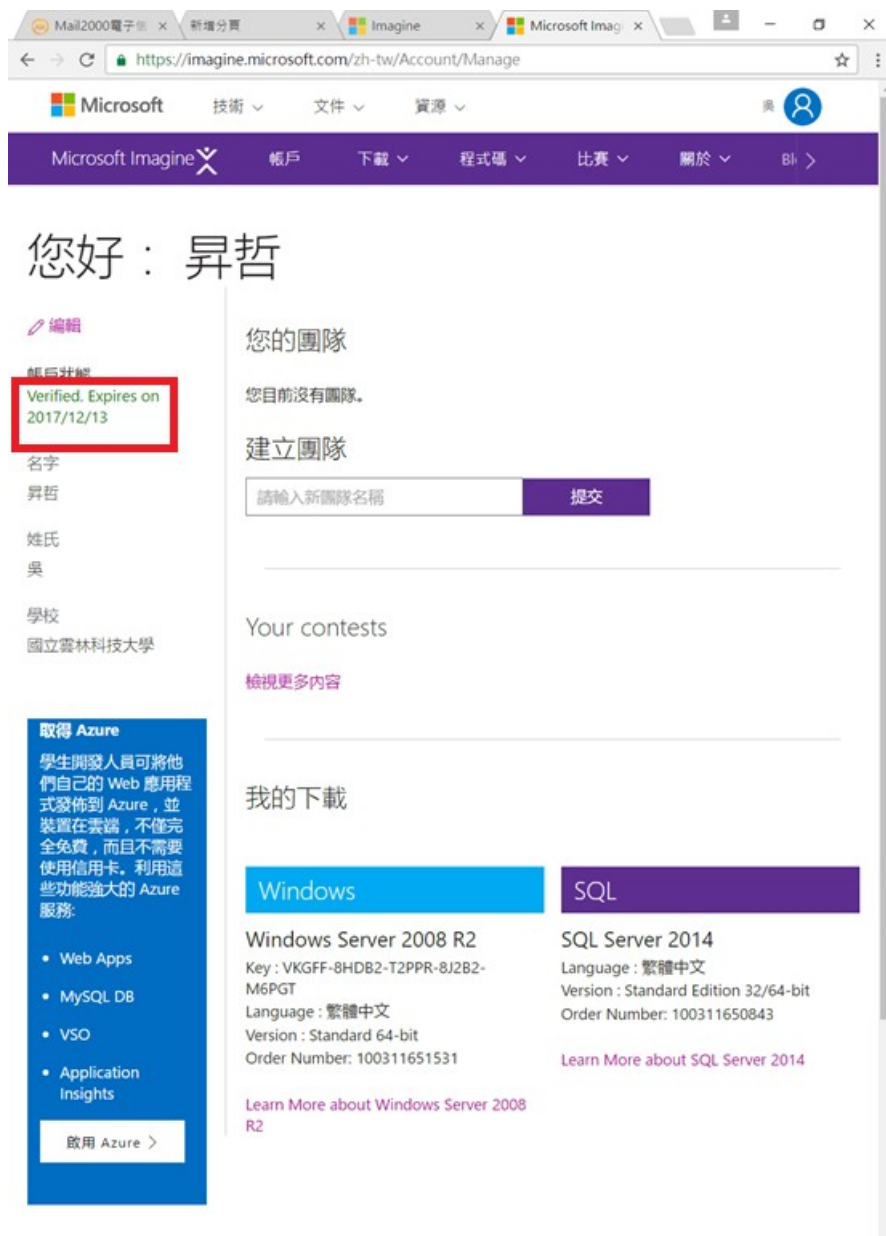 Mail2000電子信
新增分頁
Imagine
Microsoft Imag
https://imagine.microsoft.com/zh-tw/Account/Manage
Microsoft 技術 文件 資源 吳
Microsoft Imagine 帳戶 下載 程式碼 比賽 關於 Bl
您好： 昇哲
編輯
帳戶狀態
Verified. Expires on
2017/12/13
名字
昇哲
姓氏
吳
學校
國立雲林科技大學
取得 Azure
學生開發人員可將他
們自己的 Web 應用程
式發佈到 Azure，並
裝置在雲端，不僅完
全免費，而且不需要
使用信用卡。利用這
些功能強大的 Azure
服務:
• Web Apps
• MySQL DB
• VSO
• Application
Insights
啟用 Azure
您的團隊
您目前沒有團隊。
建立團隊
請輸入新團隊名稱 提交
Your contests
檢視更多內容
我的下載
Windows
Windows Server 2008 R2
Key : VKGFF-8HDB2-T2PPR-8J2B2-
M6PGT
Language : 繁體中文
Version : Standard 64-bit
Order Number: 100311651531
Learn More about Windows Server 2008
R2
SQL
SQL Server 2014
Language : 繁體中文
Version : Standard Edition 32/64-bit
Order Number: 100311650843
Learn More about SQL Server 2014